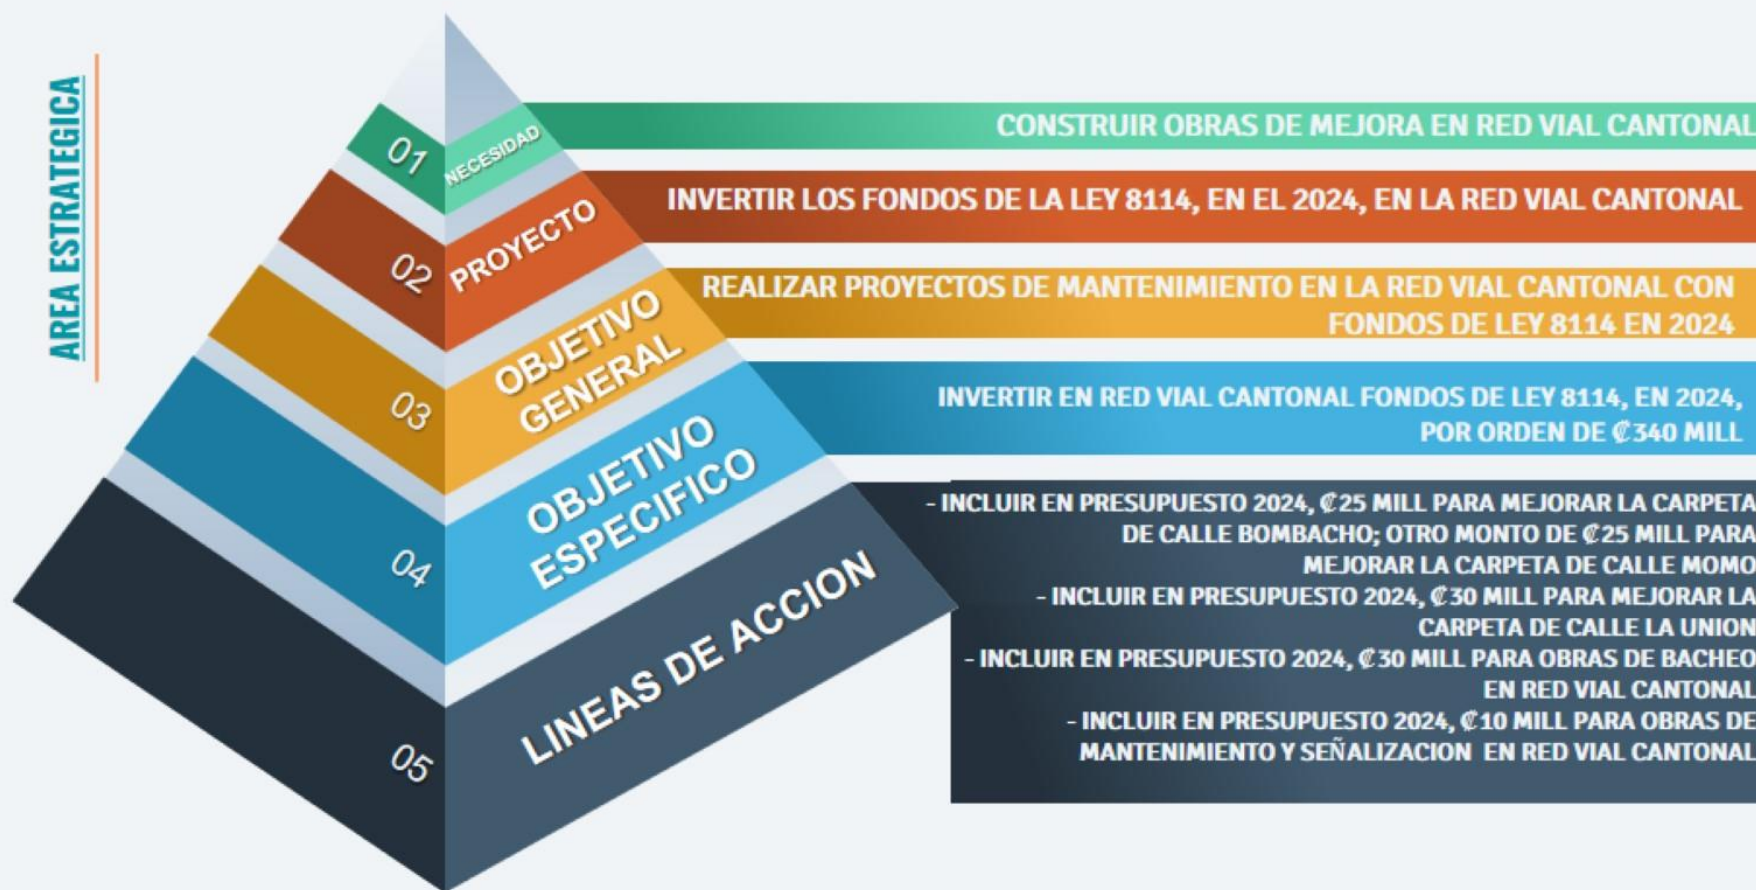 AREA ESTRATEGICA
01
NECESIDAD
CONSTRUIR OBRAS DE MEJORA EN RED VIAL CANTONAL
02
PROYECTO
INVERTIR LOS FONDOS DE LA LEY 8114, EN EL 2024, EN LA RED VIAL CANTONAL
03
OBJETIVO
GENERAL
REALIZAR PROYECTOS DE MANTENIMIENTO EN LA RED VIAL CANTONAL CON
FONDOS DE LEY 8114 EN 2024
04
OBJETIVO
ESPECIFICO
INVERTIR EN RED VIAL CANTONAL FONDOS DE LEY 8114, EN 2024,
POR ORDEN DE ₡340 MILL
05
LINEAS DE ACCION
- INCLUIR EN PRESUPUESTO 2024, ₡25 MILL PARA MEJORAR LA CARPETA
DE CALLE BOMBACHO; OTRO MONTO DE ₡25 MILL PARA
MEJORAR LA CARPETA DE CALLE MOMO
- INCLUIR EN PRESUPUESTO 2024, ₡30 MILL PARA MEJORAR LA
CARPETA DE CALLE LA UNION
- INCLUIR EN PRESUPUESTO 2024, ₡30 MILL PARA OBRAS DE BACHEO
EN RED VIAL CANTONAL
- INCLUIR EN PRESUPUESTO 2024, ₡10 MILL PARA OBRAS DE
MANTENIMIENTO Y SEÑALIZACION EN RED VIAL CANTONAL